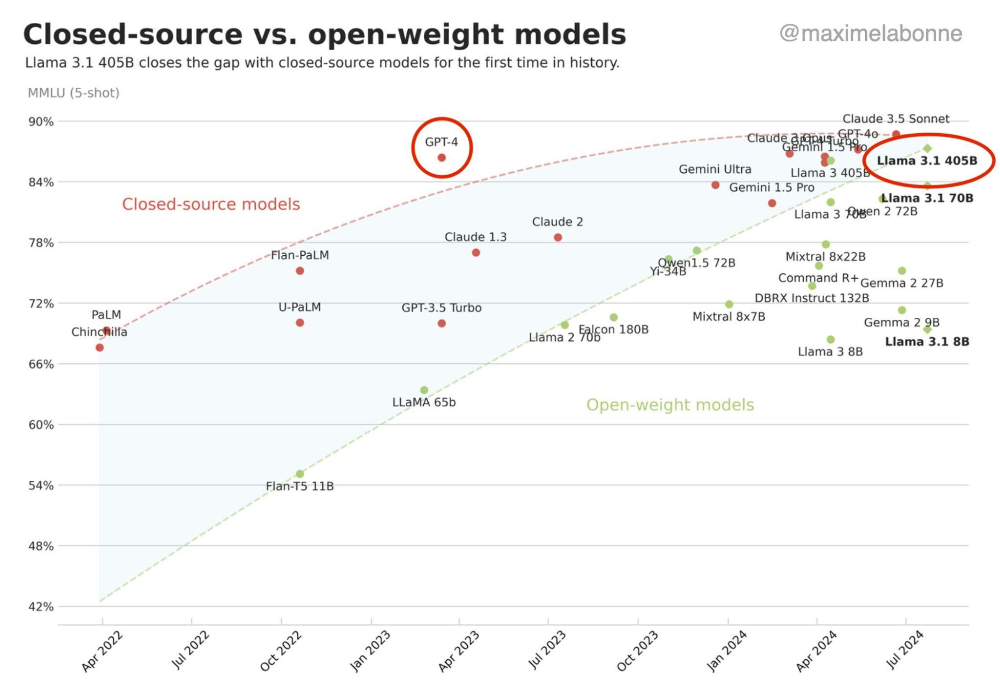 Closed-source vs. open-weight models
@maximelabonne
Llama 3.1 405B closes the gap with closed-source models for the first time in history.
MMLU (5-shot)
90%
84%
78%
72%
66%
60%
54%
48%
42%
Claude 3.5 Sonnet
GPT-4o
Claude 3 Opus
GPT-4 Turbo
Gemini 1.5 Pro
GPT-4
Llama 3.1 405B
Gemini Ultra
Llama 3 405B
Gemini 1.5 Pro
Llama 3.1 70B
Closed-source models
Llama 3 70B
Qwen 2 72B
Claude 2
Claude 1.3
Flan-PaLM
Mixtral 8x22B
Qwen1.5 72B
Yi-34B
Command R+
Gemma 2 27B
DBRX Instruct 132B
U-PaLM
GPT-3.5 Turbo
PaLM
Mixtral 8x7B
Gemma 2 9B
Chinchilla
Falcon 180B
Llama 2 70b
Llama 3.1 8B
Llama 3 8B
LLaMA 65b
Open-weight models
Flan-T5 11B
Apr 2022
Jul 2022
Oct 2022
Jan 2023
Apr 2023
Jul 2023
Oct 2023
Jan 2024
Apr 2024
Jul 2024